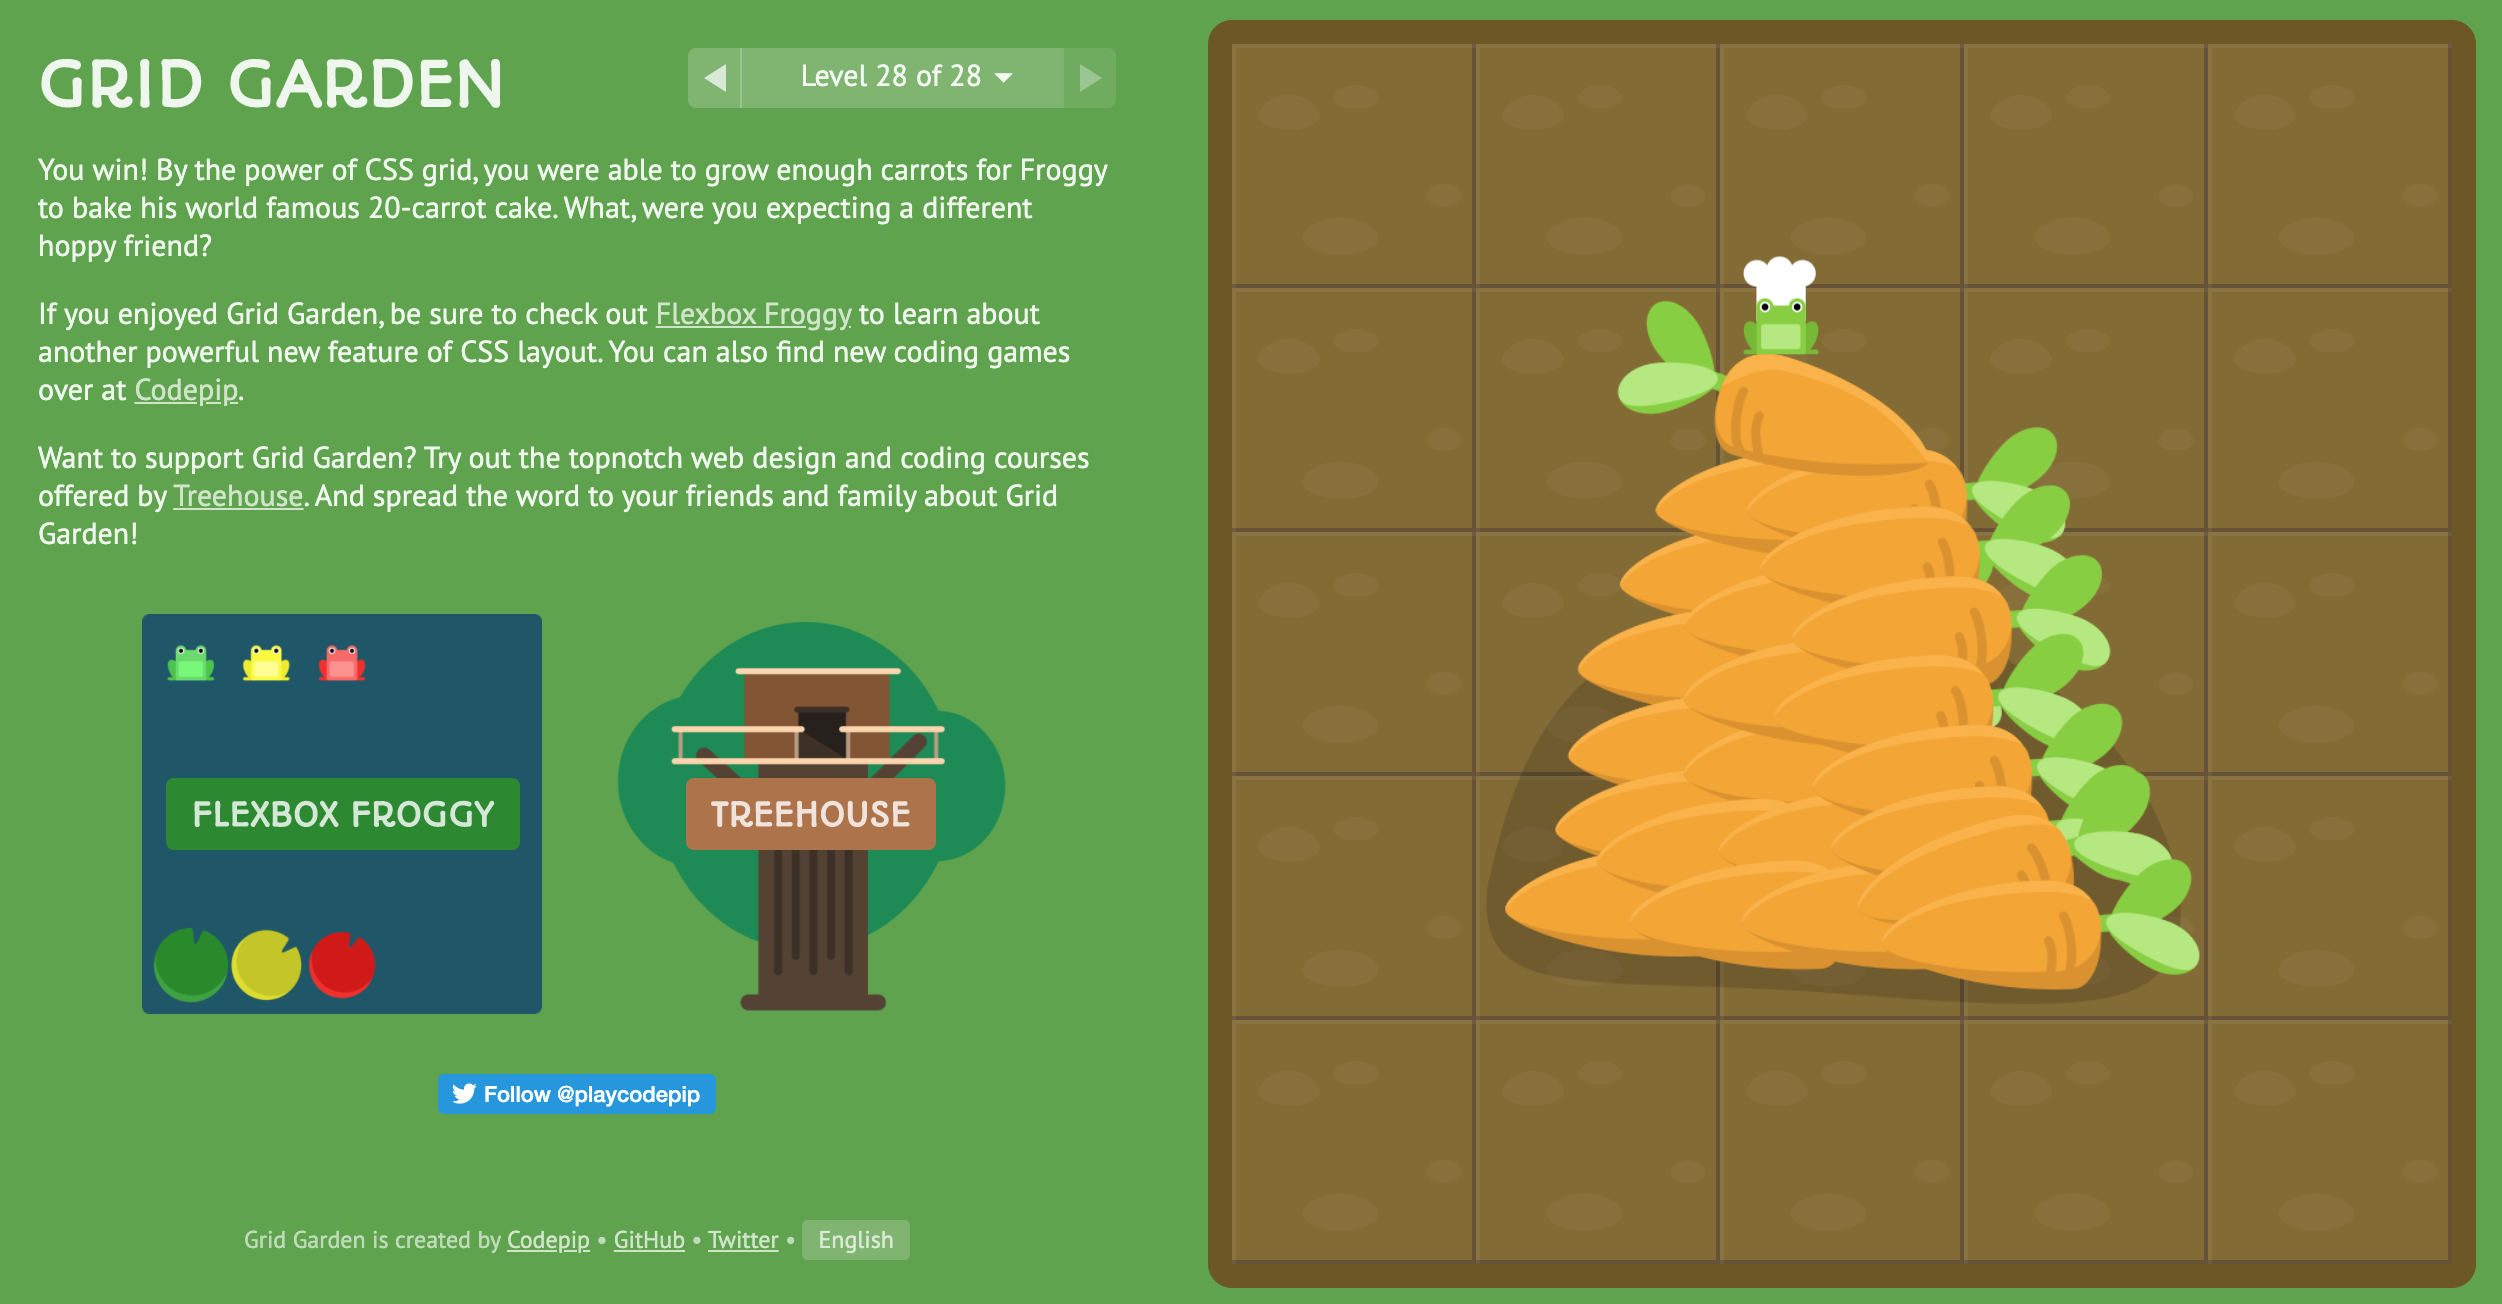 GRID GARDEN
Level 28 of 28
You win! By the power of CSS grid, you were able to grow enough carrots for Froggy
to bake his world famous 20-carrot cake. What, were you expecting a different
hoppy friend?
If you enjoyed Grid Garden, be sure to check out Flexbox Froggy to learn about
another powerful new feature of CSS layout. You can also find new coding games
over at Codepip.
Want to support Grid Garden? Try out the topnotch web design and coding courses
offered by Treehouse. And spread the word to your friends and family about Grid
Garden!
FLEXBOX FROGGY
TREEHOUSE
Follow @playcodepip
Grid Garden is created by Codepip • GitHub • Twitter • English